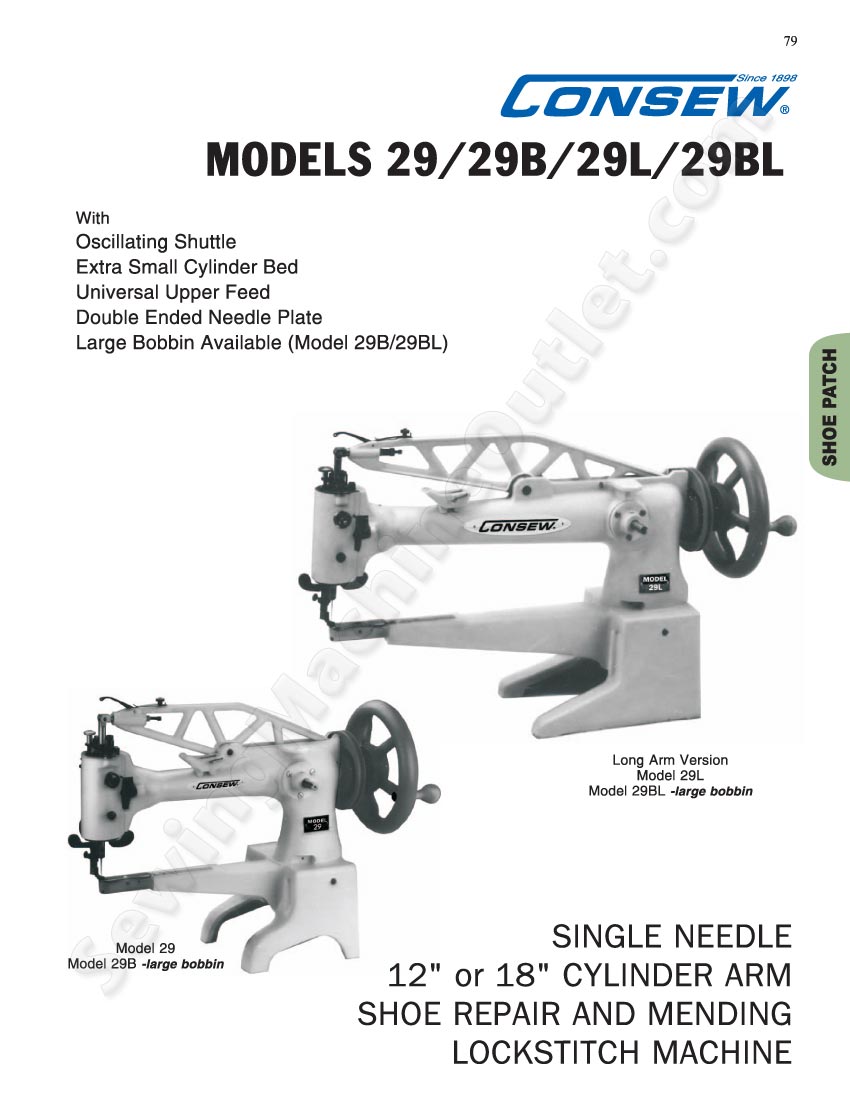 79
Since 1898
CONSEW®
MODELS 29/29B/29L/29BL
With
Oscillating Shuttle
Extra Small Cylinder Bed
Universal Upper Feed
Double Ended Needle Plate
Large Bobbin Available (Model 29B/29BL)
SHOE PATCH
CONSEW.
MODEL
29L
Long Arm Version
Model 29L
Model 29BL -large bobbin
CONSEW
MODEL
29
Model 29
Model 29B -large bobbin
SINGLE NEEDLE
12" or 18" CYLINDER ARM
SHOE REPAIR AND MENDING
LOCKSTITCH MACHINE
SewingMachineOutlet.com